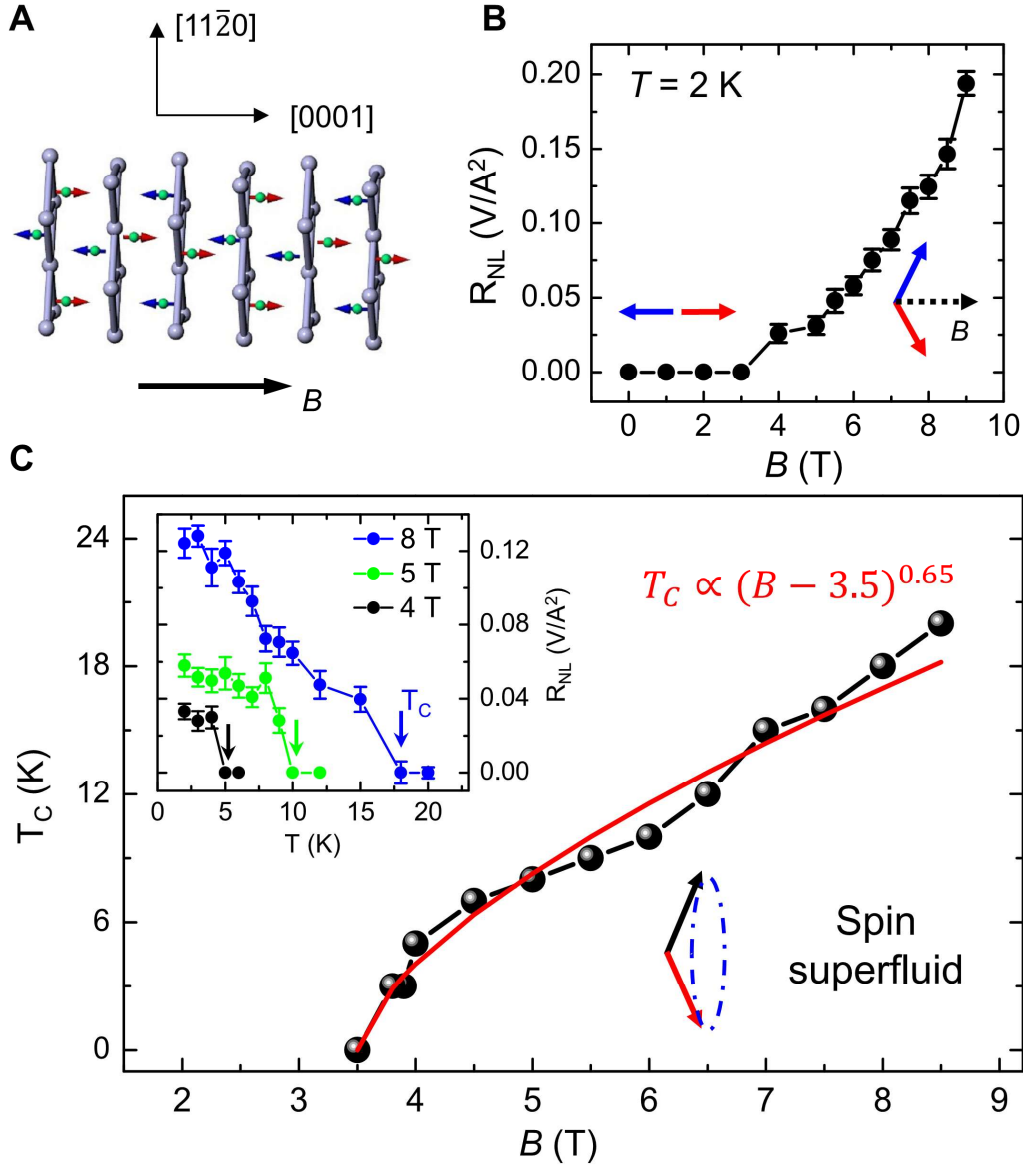 A
[11$\bar{2}$0]
[0001]
B
B
T = 2 K
0.20
0.15
0.10
0.05
0.00
R_NL (V/A²)
B
0 2 4 6 8 10
B (T)
C
24
18
12
6
0
T_C (K)
8 T
5 T
4 T
0.12
0.08
0.04
0.00
R_NL (V/A²)
T_C
0 5 10 15 20
T (K)
T_C ∝ (B − 3.5)^0.65
Spin
superfluid
2 3 4 5 6 7 8 9
B (T)